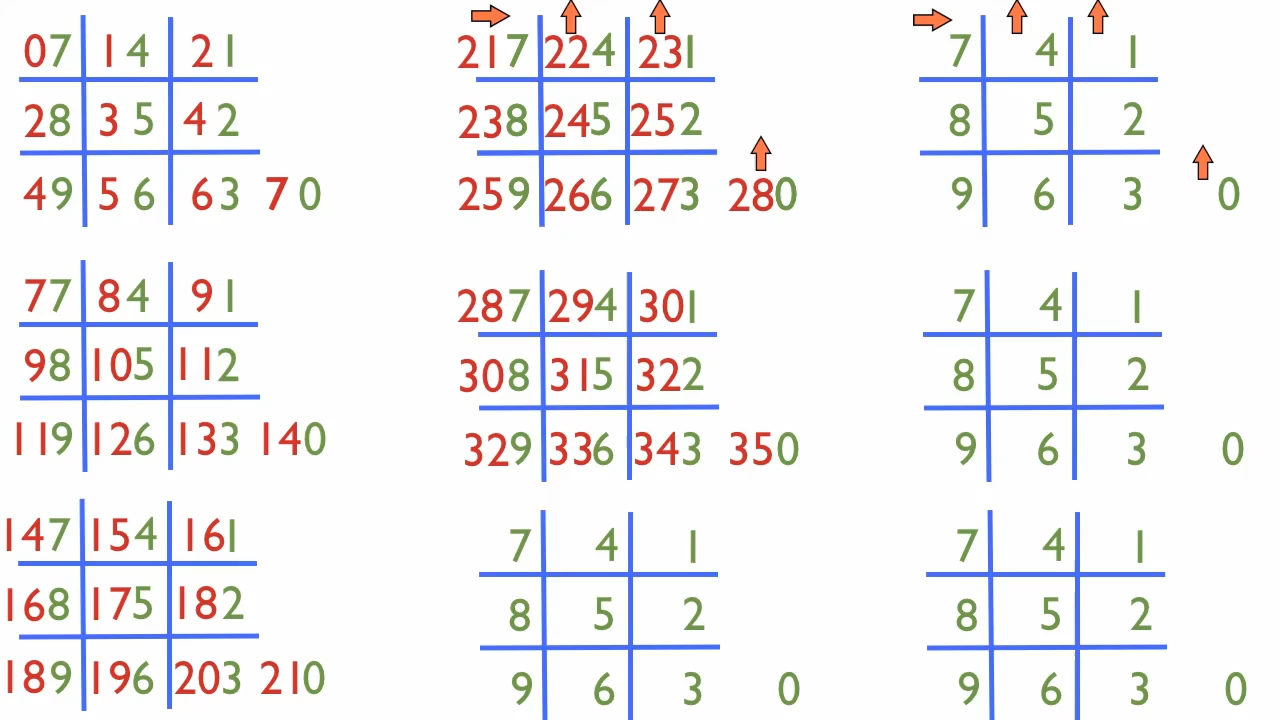 07 14 21
28 35 42
49 56 63 70
77 84 91
98 105 112
119 126 133 140
147 154 161
168 175 182
189 196 203 210
217 224 231
238 245 252
259 266 273 280
287 294 301
308 315 322
329 336 343 350
7 4 1
8 5 2
9 6 3 0
7 4 1
8 5 2
9 6 3 0
7 4 1
8 5 2
9 6 3 0
7 4 1
8 5 2
9 6 3 0